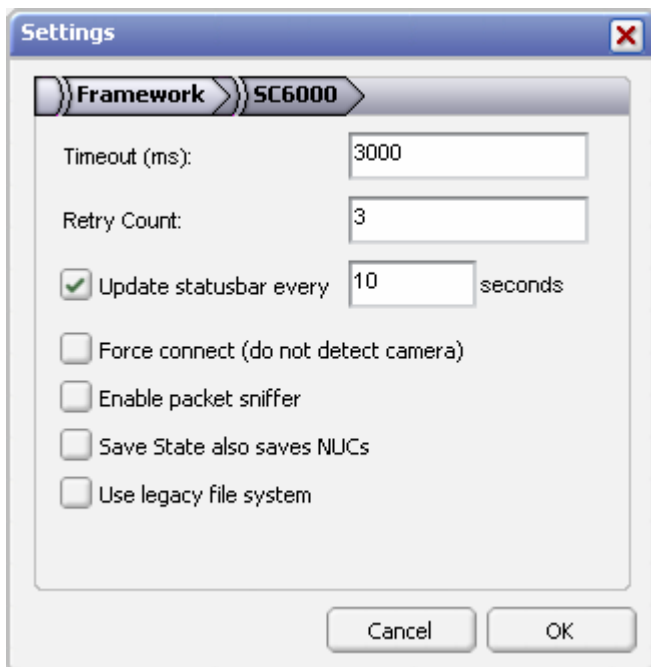 Settings
Framework SC6000
Timeout (ms): 3000
Retry Count: 3
Update statusbar every 10 seconds
Force connect (do not detect camera)
Enable packet sniffer
Save State also saves NUCs
Use legacy file system
Cancel OK